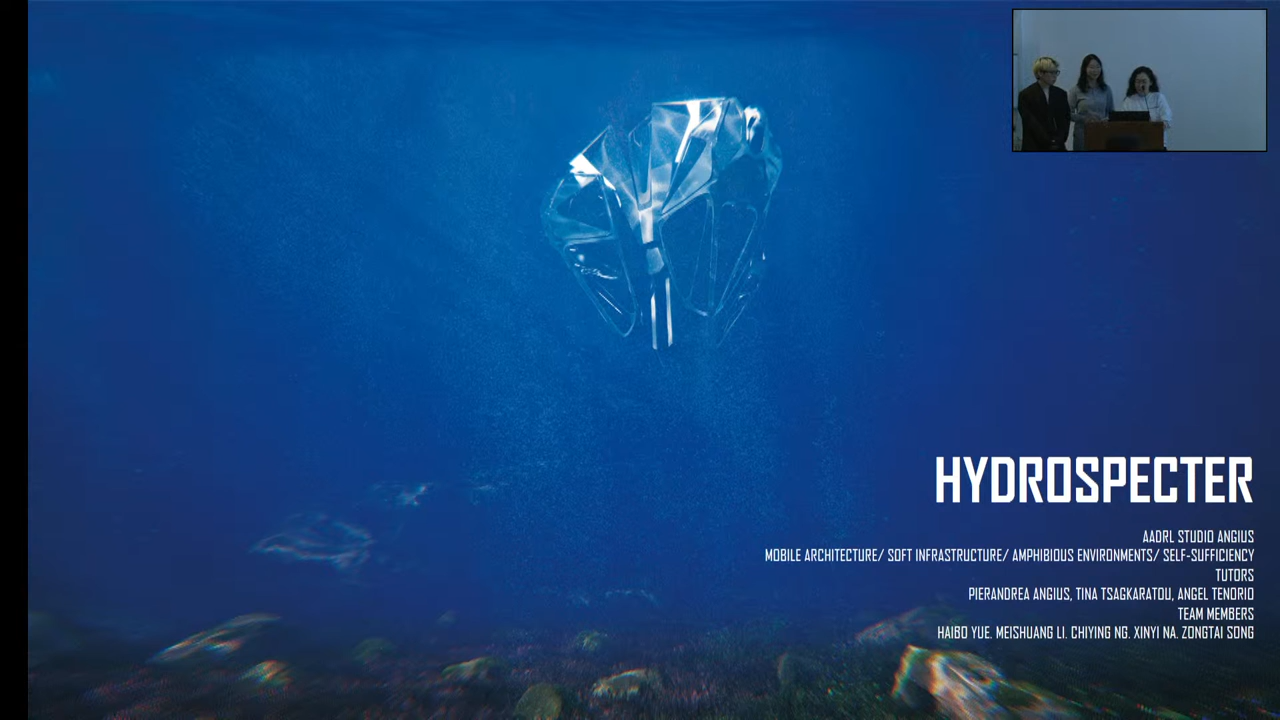 HYDROSPECTER
AADRL STUDIO ANGIUS
MOBILE ARCHITECTURE/ SOFT INFRASTRUCTURE/ AMPHIBIOUS ENVIRONMENTS/ SELF-SUFFICIENCY
TUTORS
PIERANDREA ANGIUS, TINA TSAGKARATOU, ANGEL TENORIO
TEAM MEMBERS
HAIBO YUE. MEISHUANG LI. CHIYING NG. XINYI NA. ZONGTAI SONG